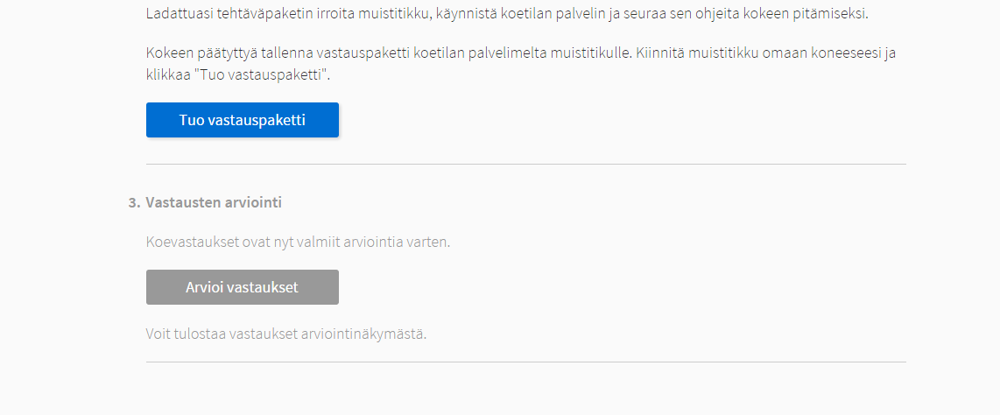 Ladattuasi tehtäväpaketin irroita muistitikku, käynnistä koetilan palvelin ja seuraa sen ohjeita kokeen pitämiseksi.
Kokeen päätyttyä tallenna vastauspaketti koetilan palvelimelta muistitikulle. Kiinnitä muistitikku omaan koneeseesi ja
klikkaa "Tuo vastauspaketti".
Tuo vastauspaketti
3. Vastausten arviointi
Koevastaukset ovat nyt valmiit arviointia varten.
Arvioi vastaukset
Voit tulostaa vastaukset arviointinäkymästä.